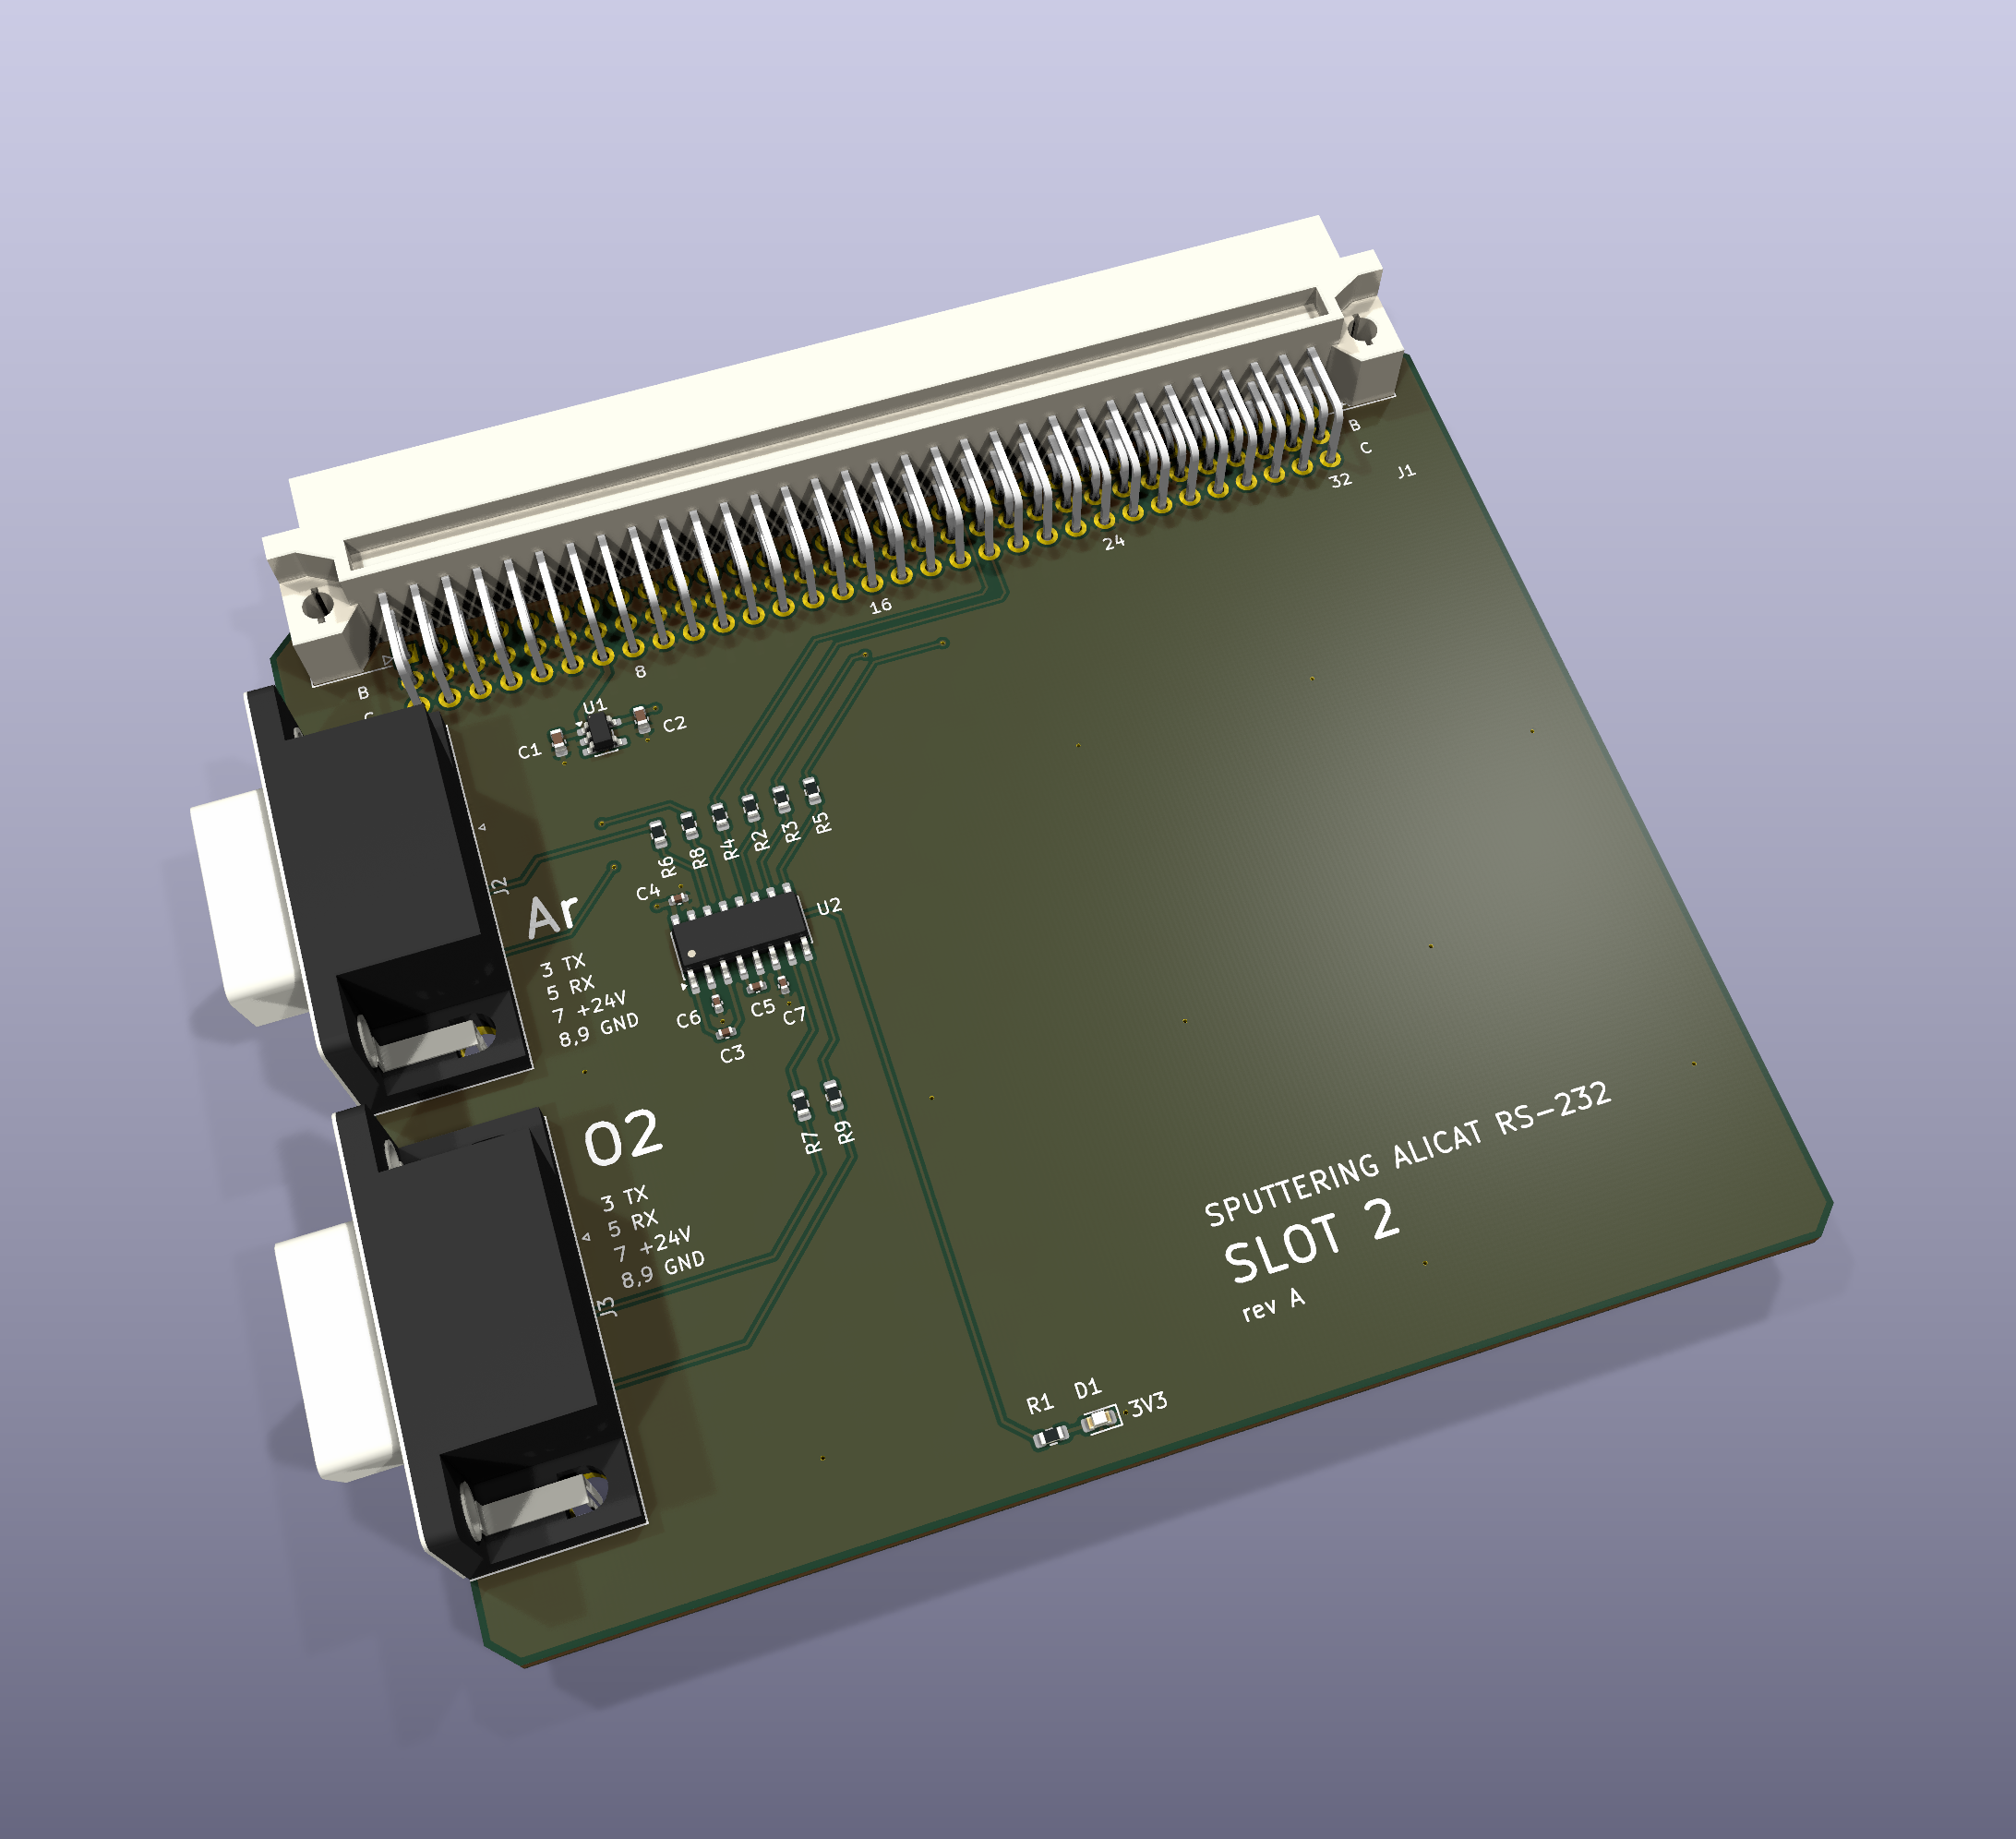 B
C
J1
32
24
16
8
B
C
U1
C1
C2
R6
R8
R4
R2
R3
R5
C4
U2
J2
Ar
3 TX
5 RX
7 +24V
8,9 GND
C6
C5
C7
C3
O2
3 TX
5 RX
7 +24V
8,9 GND
J3
R7
R9
SPUTTERING ALICAT RS-232
SLOT 2
rev A
R1
D1
3V3